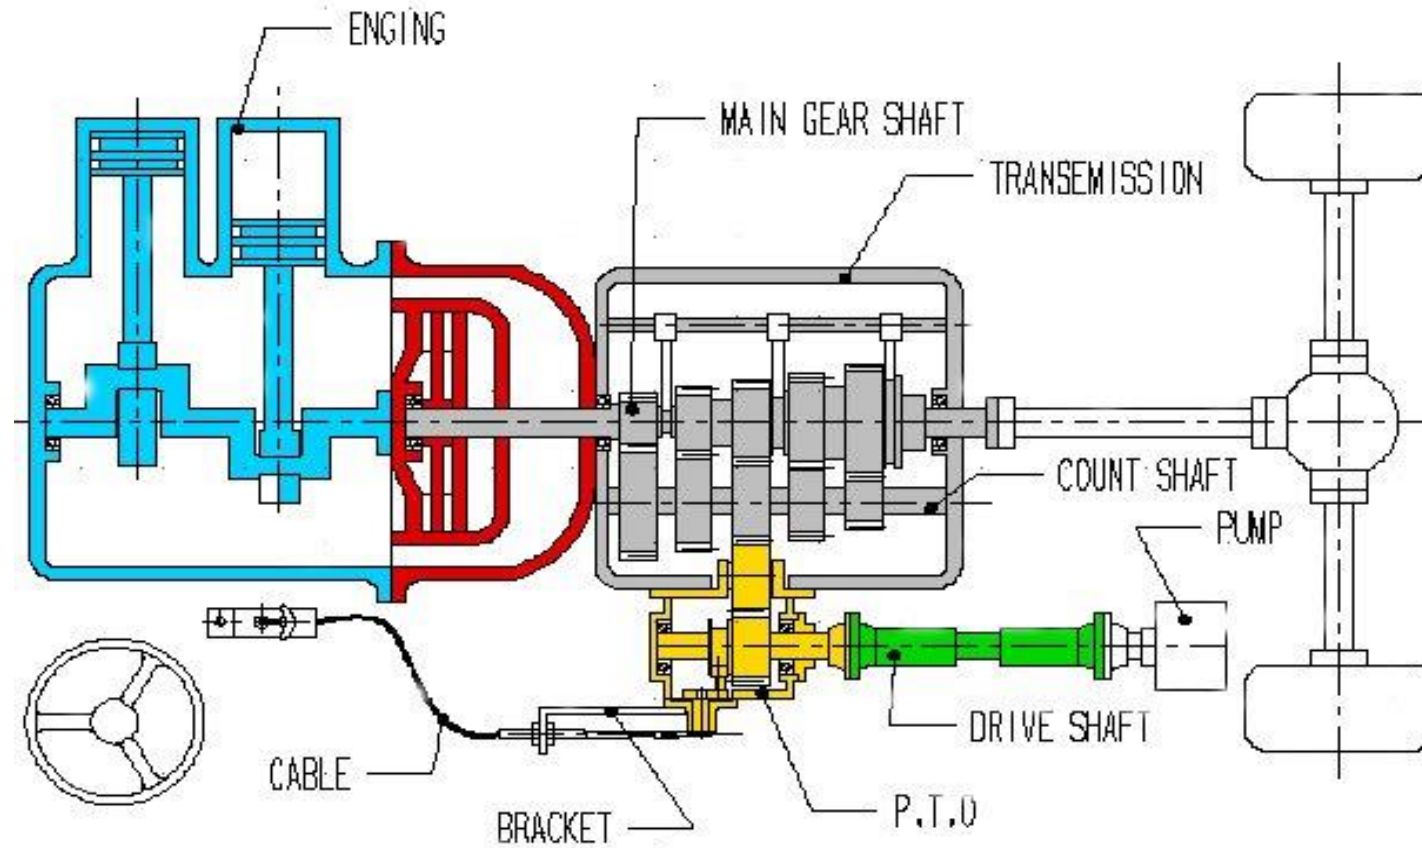 ENGING
MAIN GEAR SHAFT
TRANSEMISSION
COUNT SHAFT
PUMP
DRIVE SHAFT
CABLE
P.T.O
BRACKET